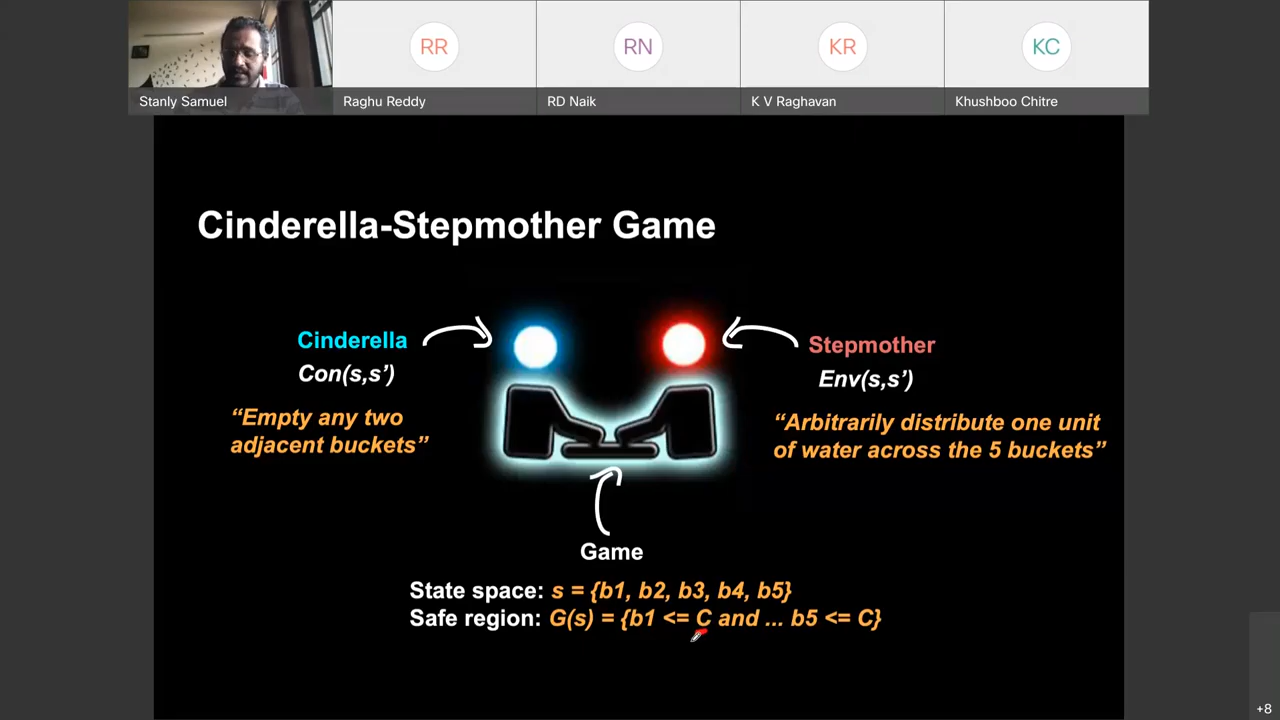 RR
RN
KR
KC
Stanly Samuel
Raghu Reddy
RD Naik
K V Raghavan
Khushboo Chitre
Cinderella-Stepmother Game
Cinderella
Con(s,s’)
“Empty any two
adjacent buckets”
Stepmother
Env(s,s’)
“Arbitrarily distribute one unit
of water across the 5 buckets”
Game
State space: s = {b1, b2, b3, b4, b5}
Safe region: G(s) = {b1 <= C and ... b5 <= C}
+8